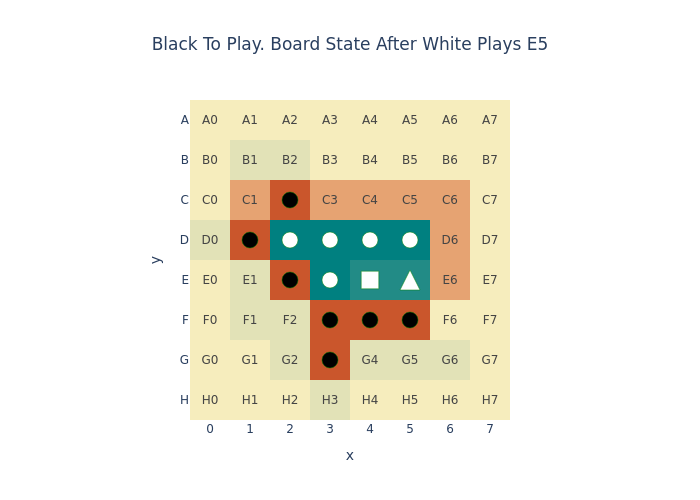 Black To Play. Board State After White Plays E5
A A0 A1 A2 A3 A4 A5 A6 A7
B B0 B1 B2 B3 B4 B5 B6 B7
C C0 C1 C3 C4 C5 C6 C7
D D0 D6 D7
E E0 E1 E6 E7
F F0 F1 F2 F6 F7
G G0 G1 G2 G4 G5 G6 G7
H H0 H1 H2 H3 H4 H5 H6 H7
0 1 2 3 4 5 6 7
x
y